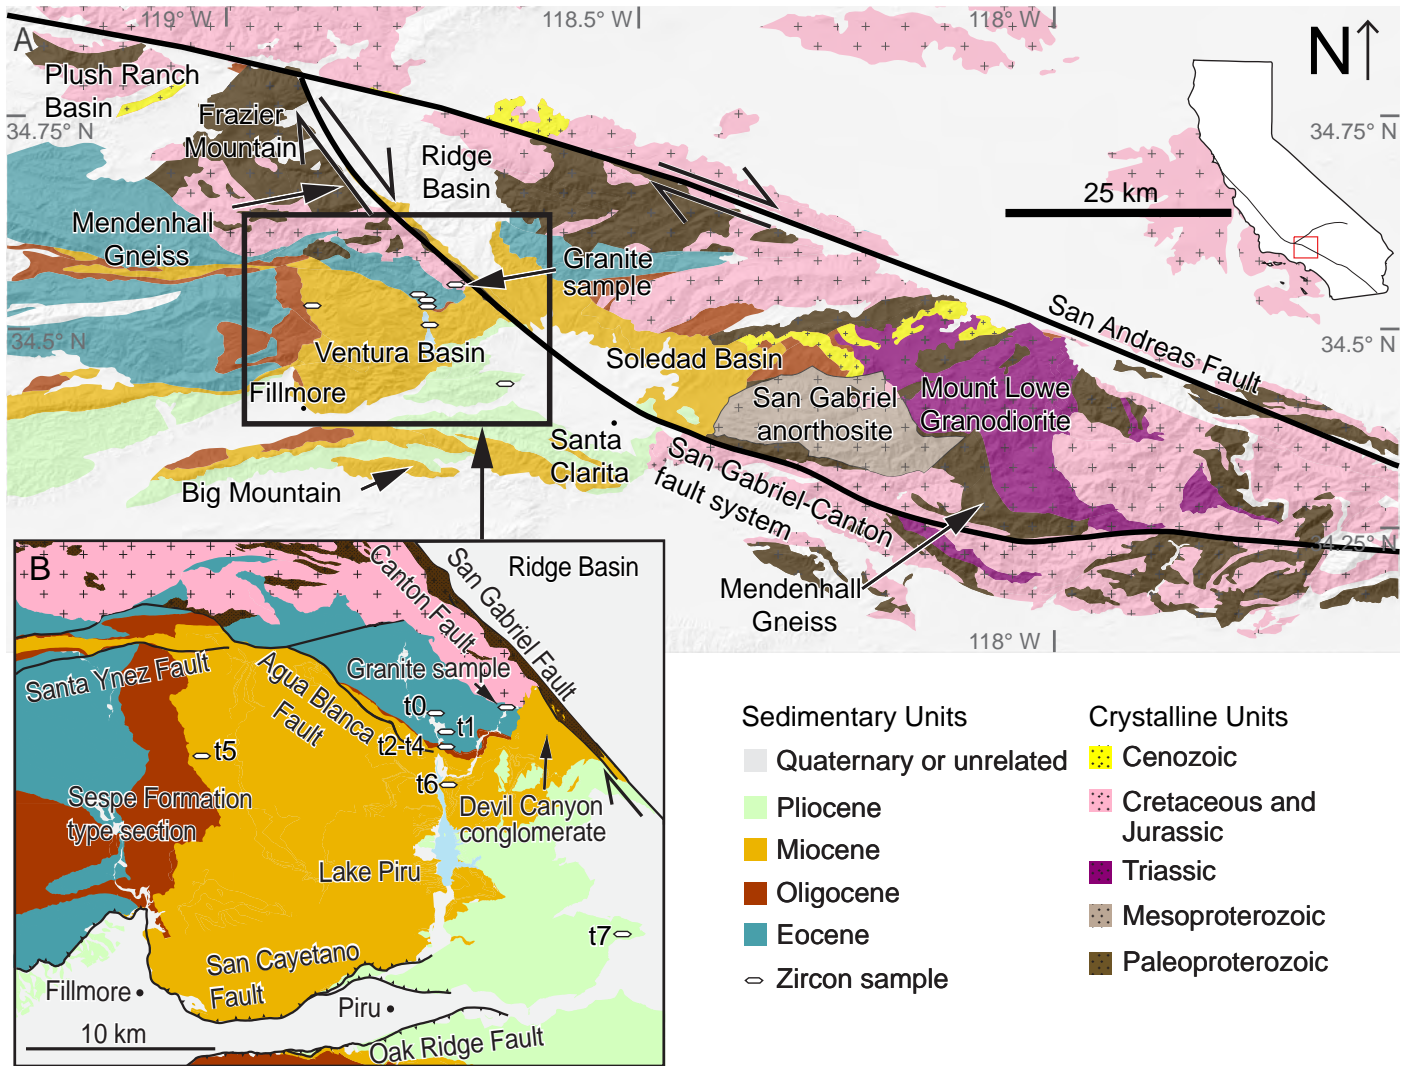 119° W
118.5° W
118° W
A
N
Plush Ranch
Basin
34.75° N
Frazier
Mountain
Ridge
Basin
34.75° N
25 km
Mendenhall
Gneiss
Granite
sample
San Andreas Fault
34.5° N
34.5° N
Ventura Basin
Soledad Basin
Fillmore
San Gabriel
anorthosite
Mount Lowe
Granodiorite
Santa
Clarita
Big Mountain
San Gabriel-Canton
fault system
34.25° N
Mendenhall
Gneiss
118° W
B
Canton Fault
San Gabriel Fault
Ridge Basin
Santa Ynez Fault
Agua Blanca
Fault
Granite sample
t0
t1
t2-t4
t5
t6
Sespe Formation
type section
Devil Canyon
conglomerate
Lake Piru
t7
San Cayetano
Fault
Fillmore
Piru
10 km
Oak Ridge Fault
Sedimentary Units
Quaternary or unrelated
Pliocene
Miocene
Oligocene
Eocene
Zircon sample
Crystalline Units
Cenozoic
Cretaceous and
Jurassic
Triassic
Mesoproterozoic
Paleoproterozoic